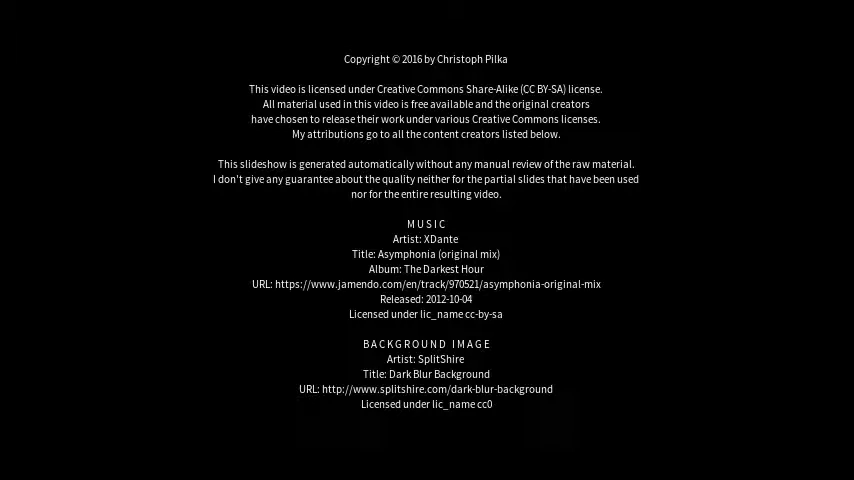 Copyright © 2016 by Christoph Pilka
This video is licensed under Creative Commons Share-Alike (CC BY-SA) license.
All material used in this video is free available and the original creators
have chosen to release their work under various Creative Commons licenses.
My attributions go to all the content creators listed below.
This slideshow is generated automatically without any manual review of the raw material.
I don't give any guarantee about the quality neither for the partial slides that have been used
nor for the entire resulting video.
MUSIC
Artist: XDante
Title: Asymphonia (original mix)
Album: The Darkest Hour
URL: https://www.jamendo.com/en/track/970521/asymphonia-original-mix
Released: 2012-10-04
Licensed under lic_name cc-by-sa
BACKGROUND IMAGE
Artist: SplitShire
Title: Dark Blur Background
URL: http://www.splitshire.com/dark-blur-background
Licensed under lic_name cc0